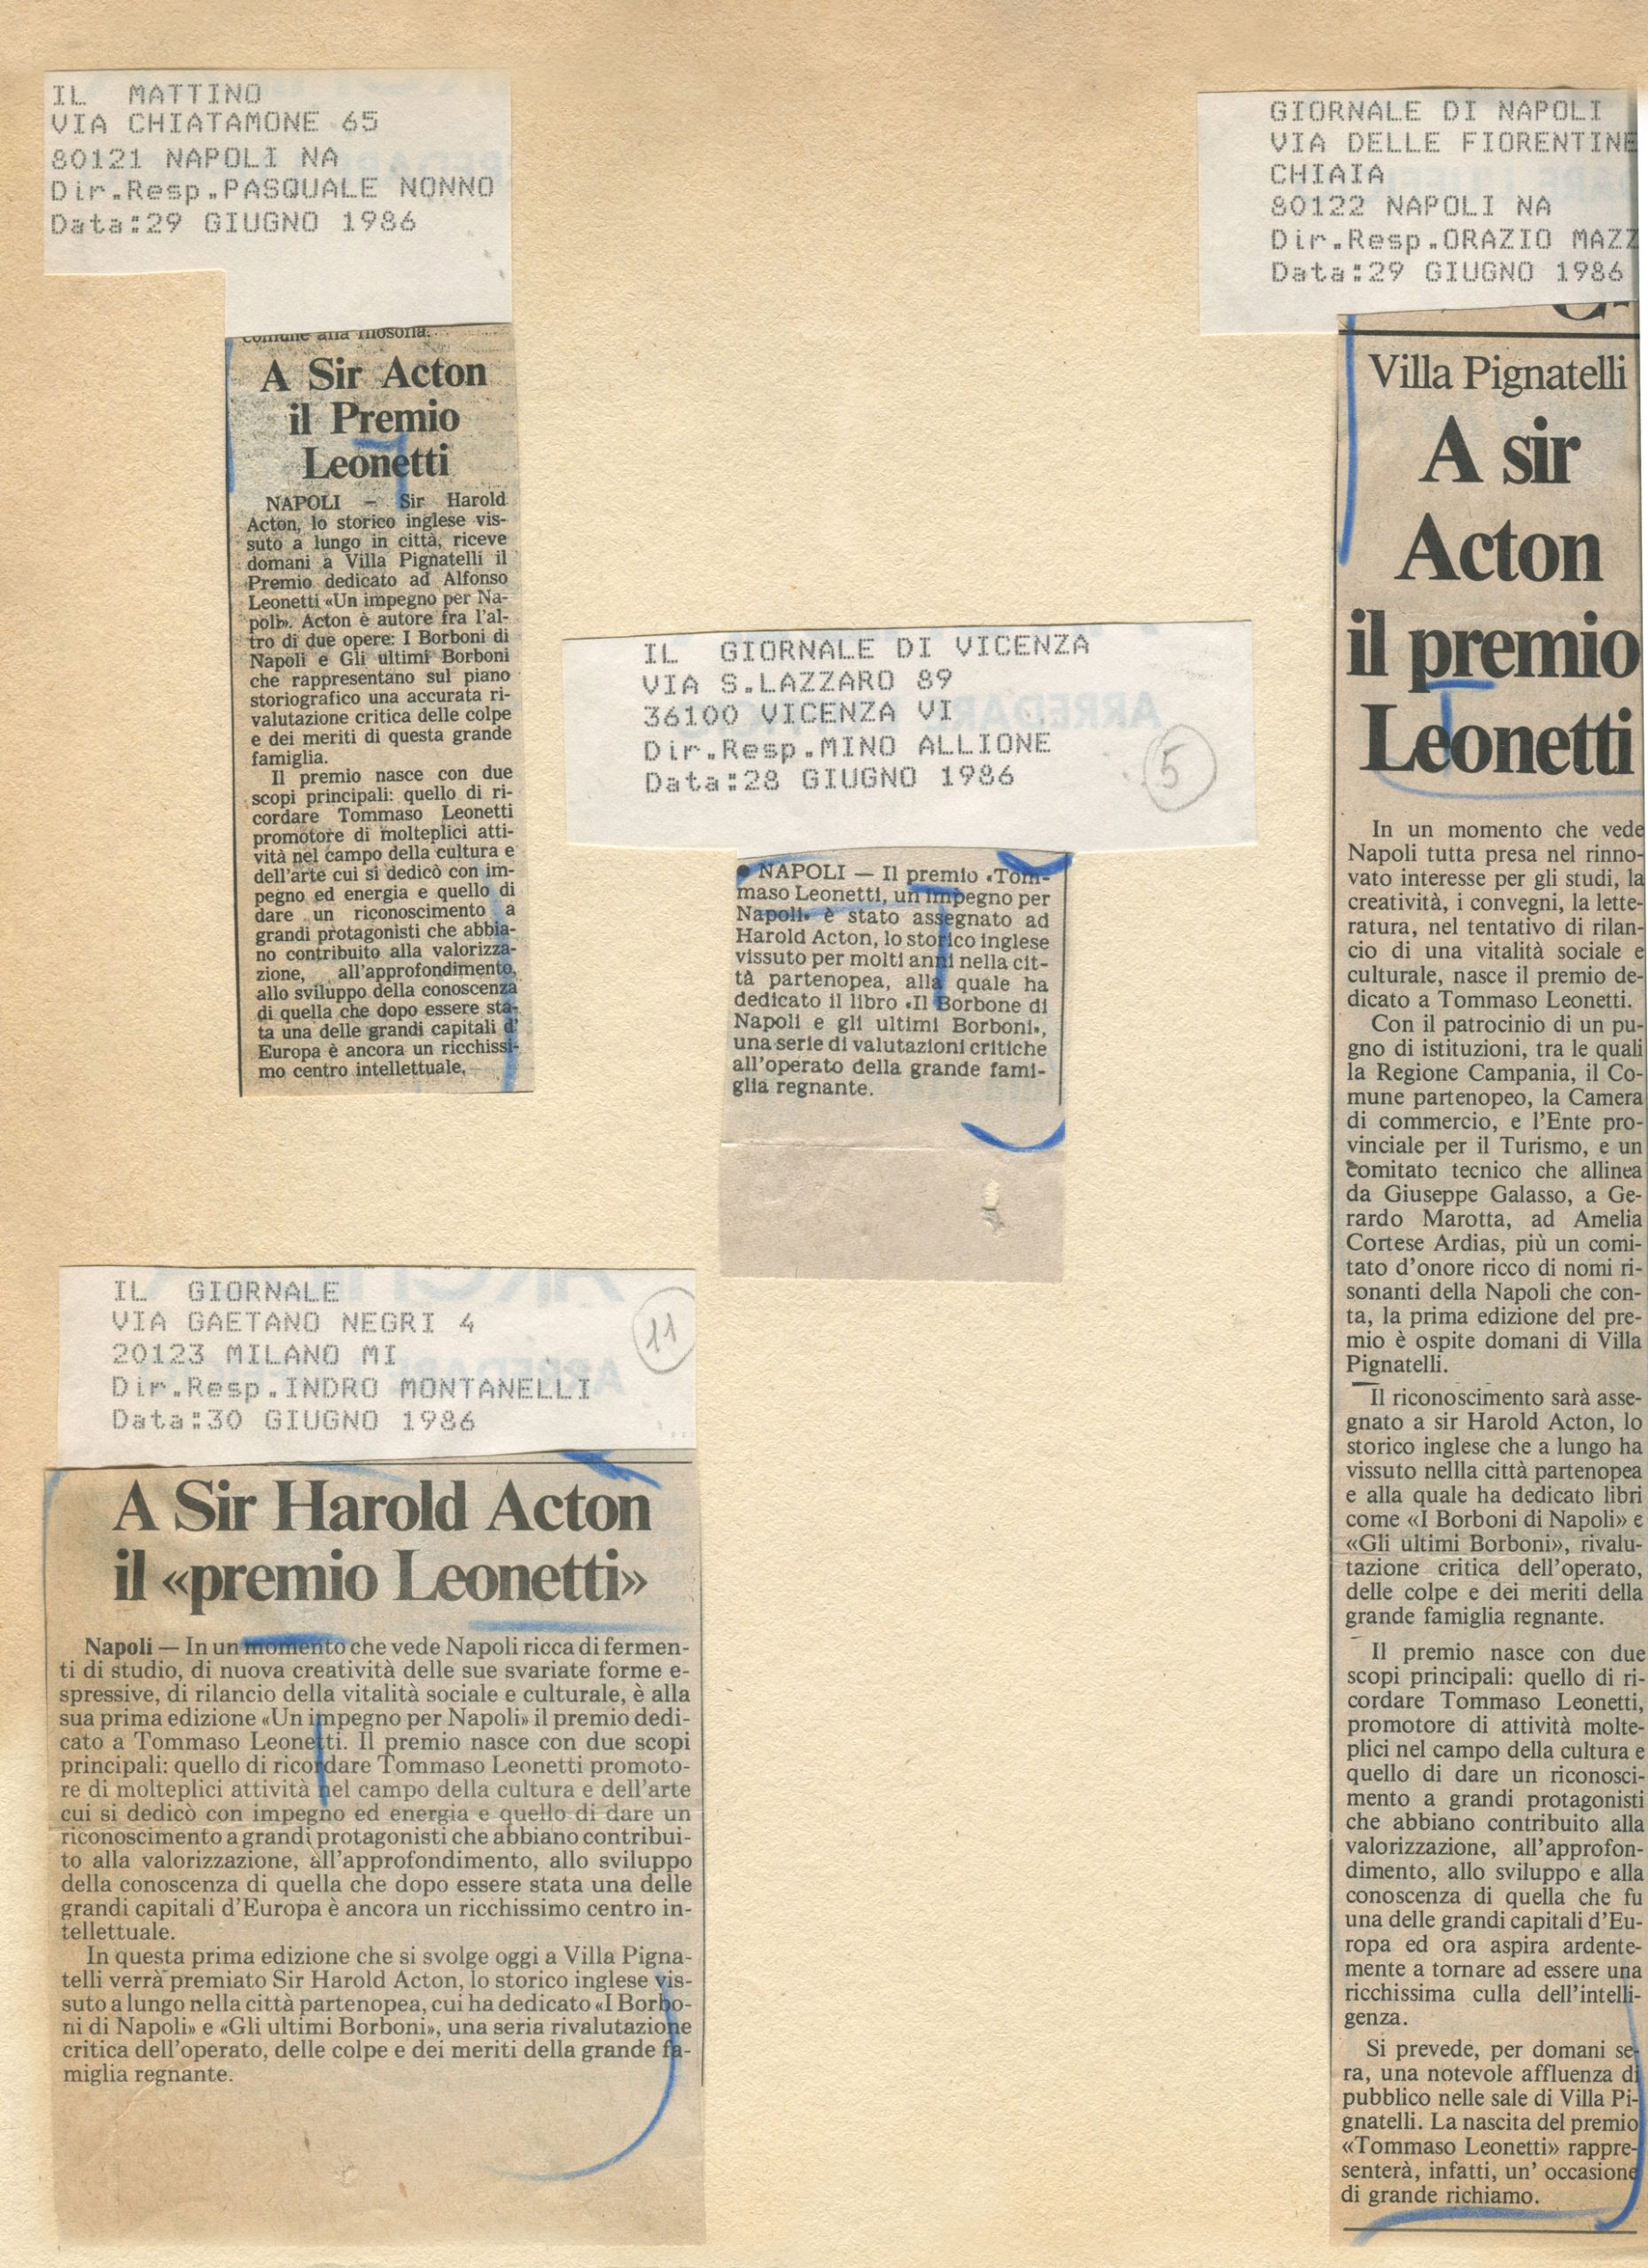 IL MATTINO
VIA CHIATAMONE 65
80121 NAPOLI NA
Dir.Resp.PASQUALE NONNO
Data:29 GIUGNO 1986
comune alla filosofia.
A Sir Acton
il Premio
Leonetti
NAPOLI – Sir Harold
Acton, lo storico inglese vis-
suto a lungo in città, riceve
domani a Villa Pignatelli il
Premio dedicato ad Alfonso
Leonetti «Un impegno per Na-
poli». Acton è autore fra l'al-
tro di due opere: I Borboni di
Napoli e Gli ultimi Borboni
che rappresentano sul piano
storiografico una accurata ri-
valutazione critica delle colpe
e dei meriti di questa grande
famiglia.
Il premio nasce con due
scopi principali: quello di ri-
cordare Tommaso Leonetti
promotore di molteplici atti-
vità nel campo della cultura e
dell'arte cui si dedicò con im-
pegno ed energia e quello di
dare un riconoscimento a
grandi protagonisti che abbia-
no contribuito alla valorizza-
zione, all'approfondimento,
allo sviluppo della conoscenza
di quella che dopo essere sta-
ta una delle grandi capitali d'
Europa è ancora un ricchissi-
mo centro intellettuale.
IL GIORNALE DI VICENZA
VIA S.LAZZARO 89
36100 VICENZA VI
Dir.Resp.MINO ALLIONE
Data:28 GIUGNO 1986
5
● NAPOLI — Il premio «Tom-
maso Leonetti, un impegno per
Napoli» è stato assegnato ad
Harold Acton, lo storico inglese
vissuto per molti anni nella cit-
tà partenopea, alla quale ha
dedicato il libro «Il Borbone di
Napoli e gli ultimi Borboni»,
una serie di valutazioni critiche
all'operato della grande fami-
glia regnante.
IL GIORNALE
VIA GAETANO NEGRI 4
20123 MILANO MI
Dir.Resp.INDRO MONTANELLI
Data:30 GIUGNO 1986
11
A Sir Harold Acton
il «premio Leonetti»
Napoli — In un momento che vede Napoli ricca di fermen-
ti di studio, di nuova creatività delle sue svariate forme e-
spressive, di rilancio della vitalità sociale e culturale, è alla
sua prima edizione «Un impegno per Napoli» il premio dedi-
cato a Tommaso Leonetti. Il premio nasce con due scopi
principali: quello di ricordare Tommaso Leonetti promoto-
re di molteplici attività nel campo della cultura e dell'arte
cui si dedicò con impegno ed energia e quello di dare un
riconoscimento a grandi protagonisti che abbiano contribui-
to alla valorizzazione, all'approfondimento, allo sviluppo
della conoscenza di quella che dopo essere stata una delle
grandi capitali d'Europa è ancora un ricchissimo centro in-
tellettuale.
In questa prima edizione che si svolge oggi a Villa Pigna-
telli verrà premiato Sir Harold Acton, lo storico inglese vis-
suto a lungo nella città partenopea, cui ha dedicato «I Borbo-
ni di Napoli» e «Gli ultimi Borboni», una seria rivalutazione
critica dell'operato, delle colpe e dei meriti della grande fa-
miglia regnante.
GIORNALE DI NAPOLI
VIA DELLE FIORENTINE
CHIAIA
80122 NAPOLI NA
Dir.Resp.ORAZIO MAZZ
Data:29 GIUGNO 1986
Villa Pignatelli
A sir
Acton
il premio
Leonetti
In un momento che vede
Napoli tutta presa nel rinno-
vato interesse per gli studi, la
creatività, i convegni, la lette-
ratura, nel tentativo di rilan-
cio di una vitalità sociale e
culturale, nasce il premio de-
dicato a Tommaso Leonetti.
Con il patrocinio di un pu-
gno di istituzioni, tra le quali
la Regione Campania, il Co-
mune partenopeo, la Camera
di commercio, e l'Ente pro-
vinciale per il Turismo, e un
comitato tecnico che allinea
da Giuseppe Galasso, a Ge-
rardo Marotta, ad Amelia
Cortese Ardias, più un comi-
tato d'onore ricco di nomi ri-
sonanti della Napoli che con-
ta, la prima edizione del pre-
mio è ospite domani di Villa
Pignatelli.
Il riconoscimento sarà asse-
gnato a sir Harold Acton, lo
storico inglese che a lungo ha
vissuto nellla città partenopea
e alla quale ha dedicato libri
come «I Borboni di Napoli» e
«Gli ultimi Borboni», rivalu-
tazione critica dell'operato,
delle colpe e dei meriti della
grande famiglia regnante.
Il premio nasce con due
scopi principali: quello di ri-
cordare Tommaso Leonetti,
promotore di attività molte-
plici nel campo della cultura e
quello di dare un riconosci-
mento a grandi protagonisti
che abbiano contribuito alla
valorizzazione, all'approfon-
dimento, allo sviluppo e alla
conoscenza di quella che fu
una delle grandi capitali d'Eu-
ropa ed ora aspira ardente-
mente a tornare ad essere una
ricchissima culla dell'intelli-
genza.
Si prevede, per domani se-
ra, una notevole affluenza di
pubblico nelle sale di Villa Pi-
gnatelli. La nascita del premio
«Tommaso Leonetti» rappre-
senterà, infatti, un' occasione
di grande richiamo.